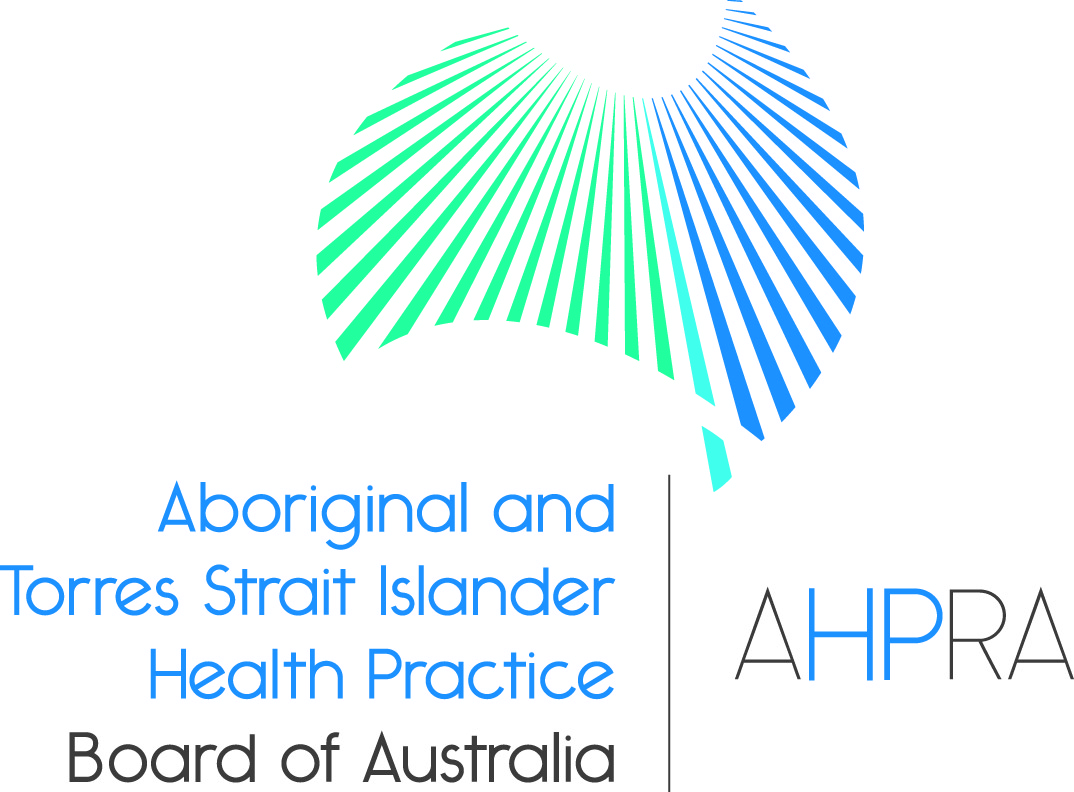 Aboriginal and
Torres Strait Islander
Health Practice
Board of Australia
AHPRA